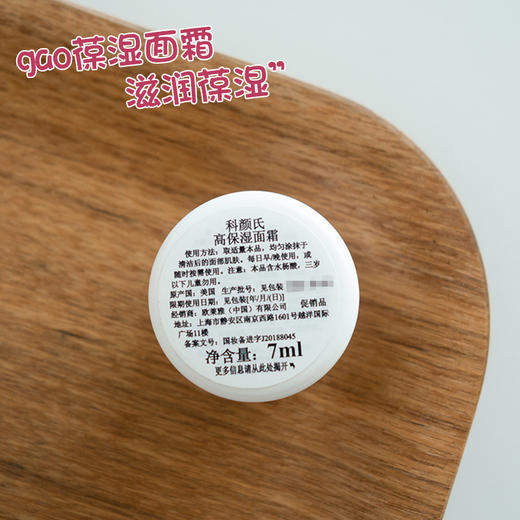 gao葆湿面霜
滋润葆湿”
科颜氏
高保湿面霜
使用方法：取适量本品，均匀涂抹于
清洁后的面部肌肤。每日早/晚使用，或
随时按需使用。注意：本品含水杨酸，三岁
以下儿童勿用。
原产国：美国 生产批号：见包装
限期使用日期：见包装[年/月/(日)]
经销商：欧莱雅（中国）有限公司 促销品
地址：上海市静安区南京西路1601号越洋国际
广场11楼
备案文号：国妆备进字J20188045
净含量：7ml
更多信息请从此处揭开